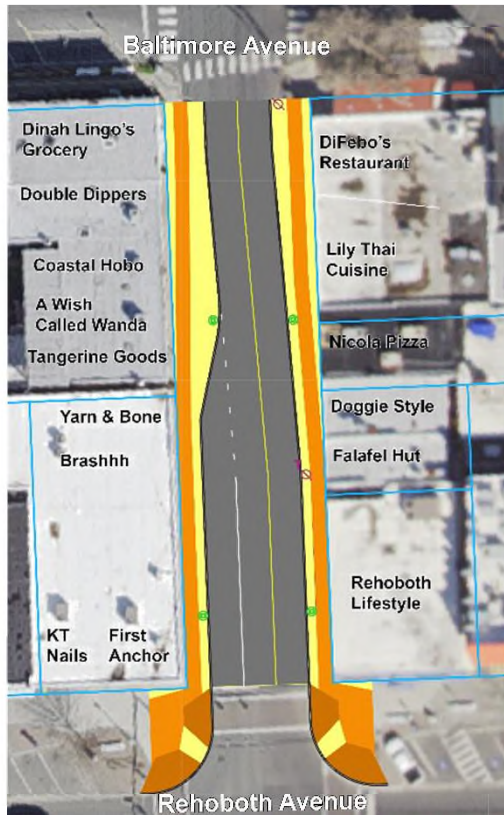 Baltimore Avenue
Dinah Lingo's
Grocery
DiFebo's
Restaurant
Double Dippers
Lily Thai
Cuisine
Coastal Hobo
A Wish
Called Wanda
Nicola Pizza
Tangerine Goods
Doggie Style
Yarn & Bone
Falafel Hut
Brashhh
Rehoboth
Lifestyle
KT
Nails
First
Anchor
Rehoboth Avenue